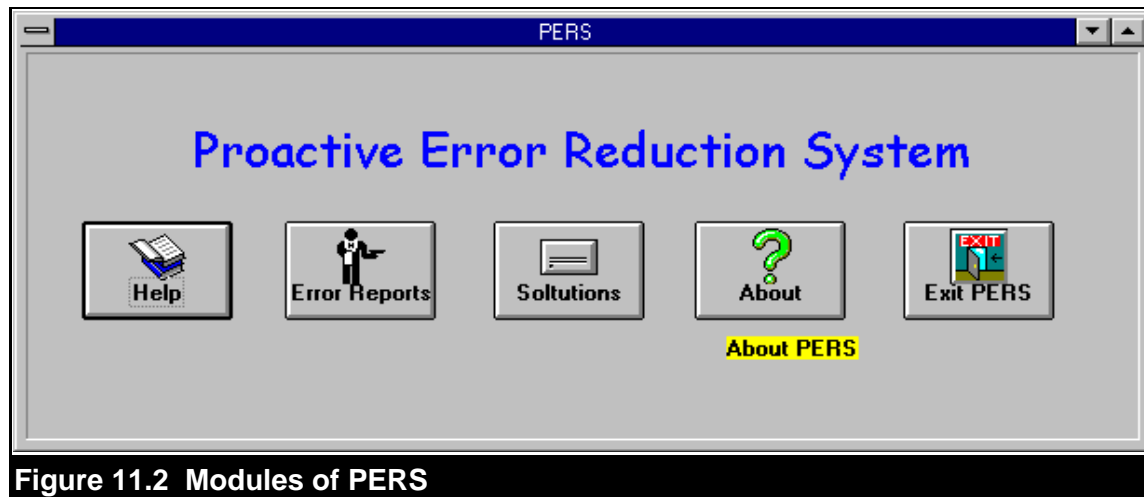 PERS
Proactive Error Reduction System
EXIT
Help
Error Reports
Soltutions
About
Exit PERS
About PERS
Figure 11.2 Modules of PERS